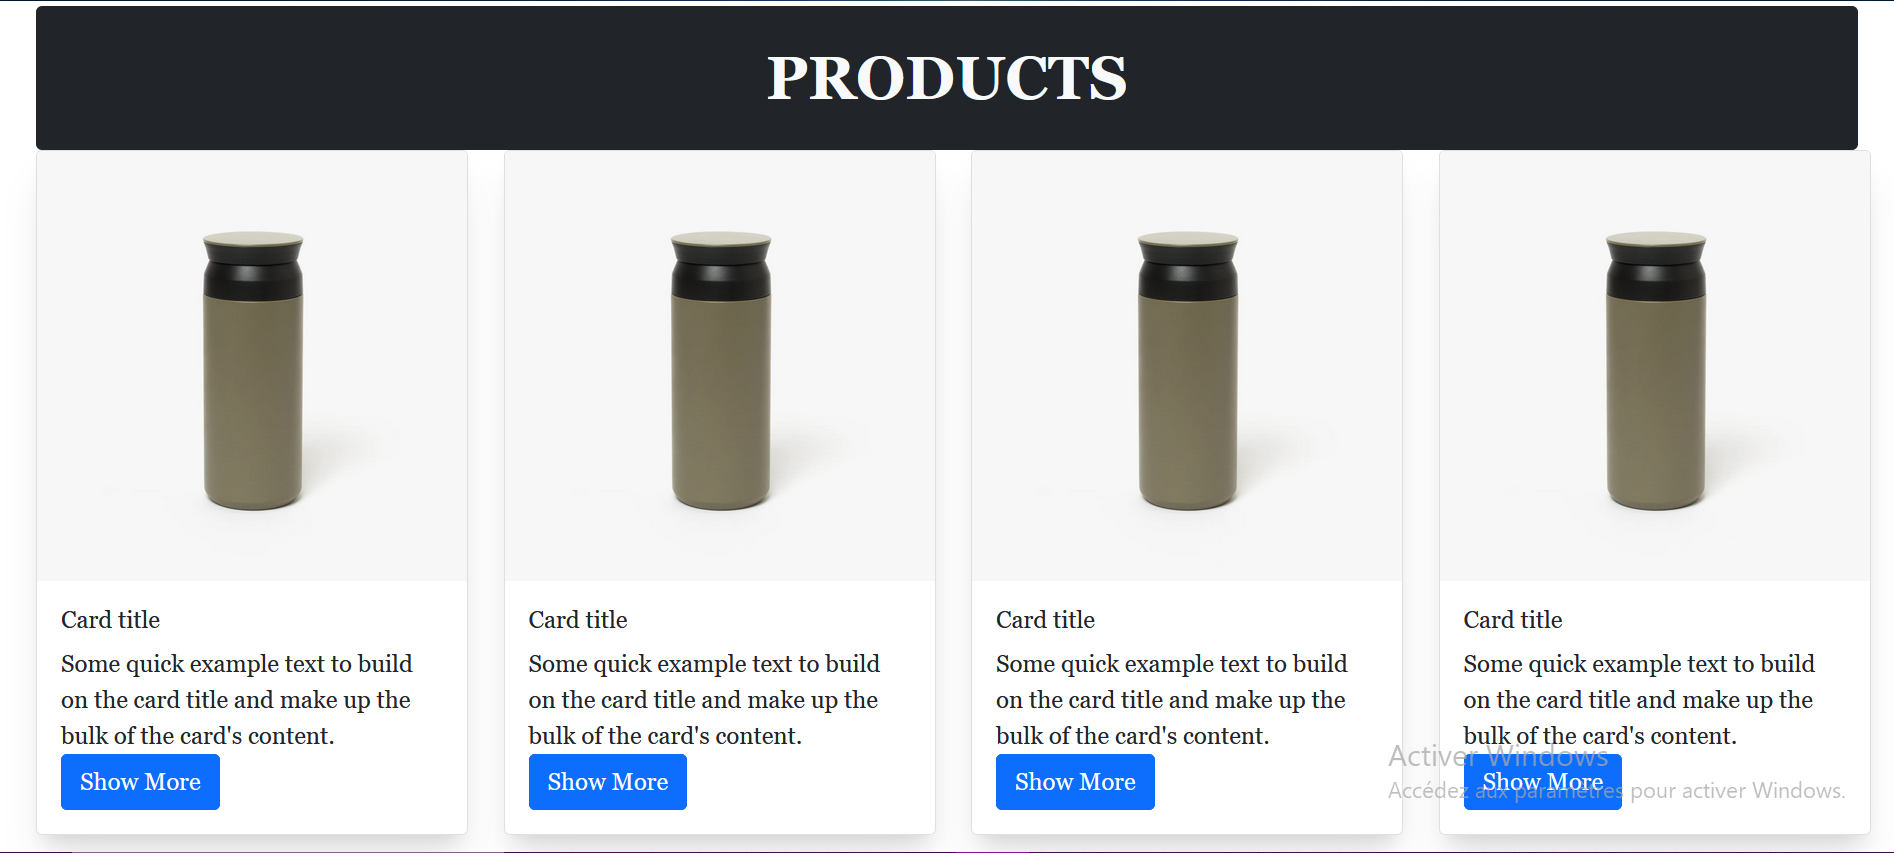 PRODUCTS
Card title
Some quick example text to build
on the card title and make up the
bulk of the card's content.
Show More
Card title
Some quick example text to build
on the card title and make up the
bulk of the card's content.
Show More
Card title
Some quick example text to build
on the card title and make up the
bulk of the card's content.
Show More
Card title
Some quick example text to build
on the card title and make up the
bulk of the card's content.
Show More
Activer Windows
Accédez aux paramètres pour activer Windows.